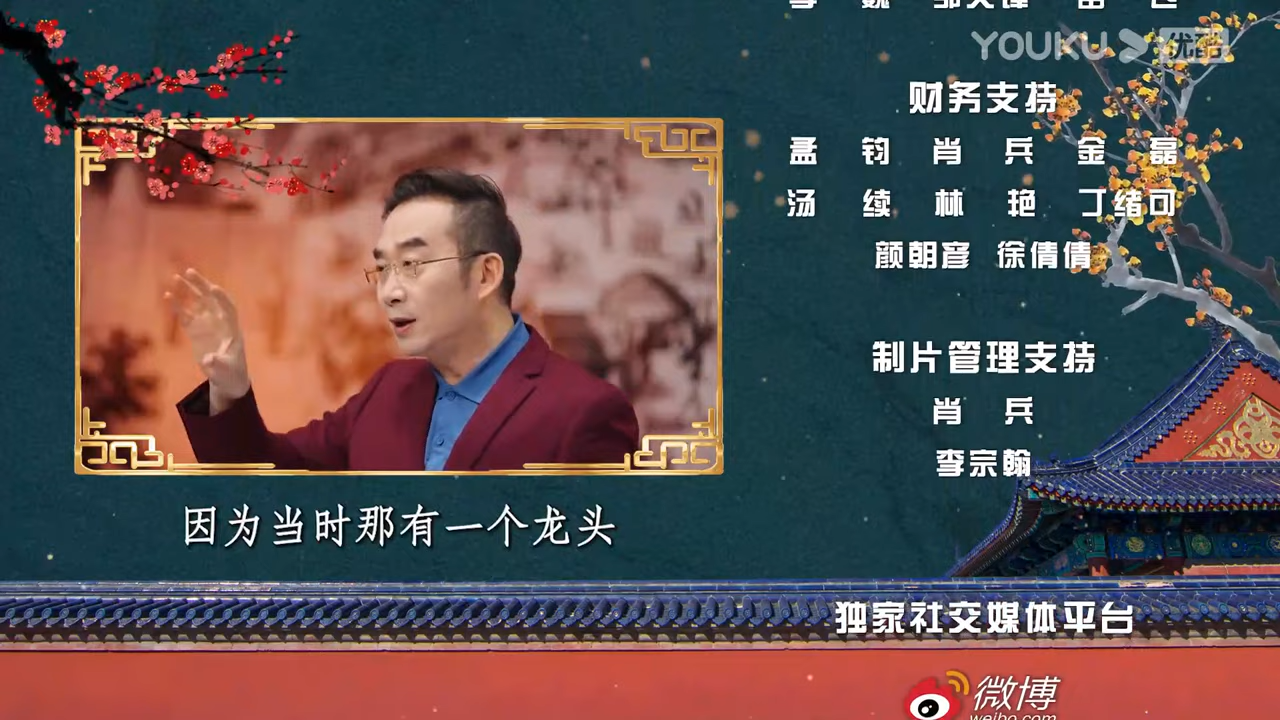 YOUKU 优酷
财务支持
孟 钧 肖 兵 金 磊
汤 续 林 艳 丁绪可
颜朝彦 徐倩倩
制片管理支持
肖 兵
李宗翰
因为当时那有一个龙头
独家社交媒体平台
微博
weibo.com